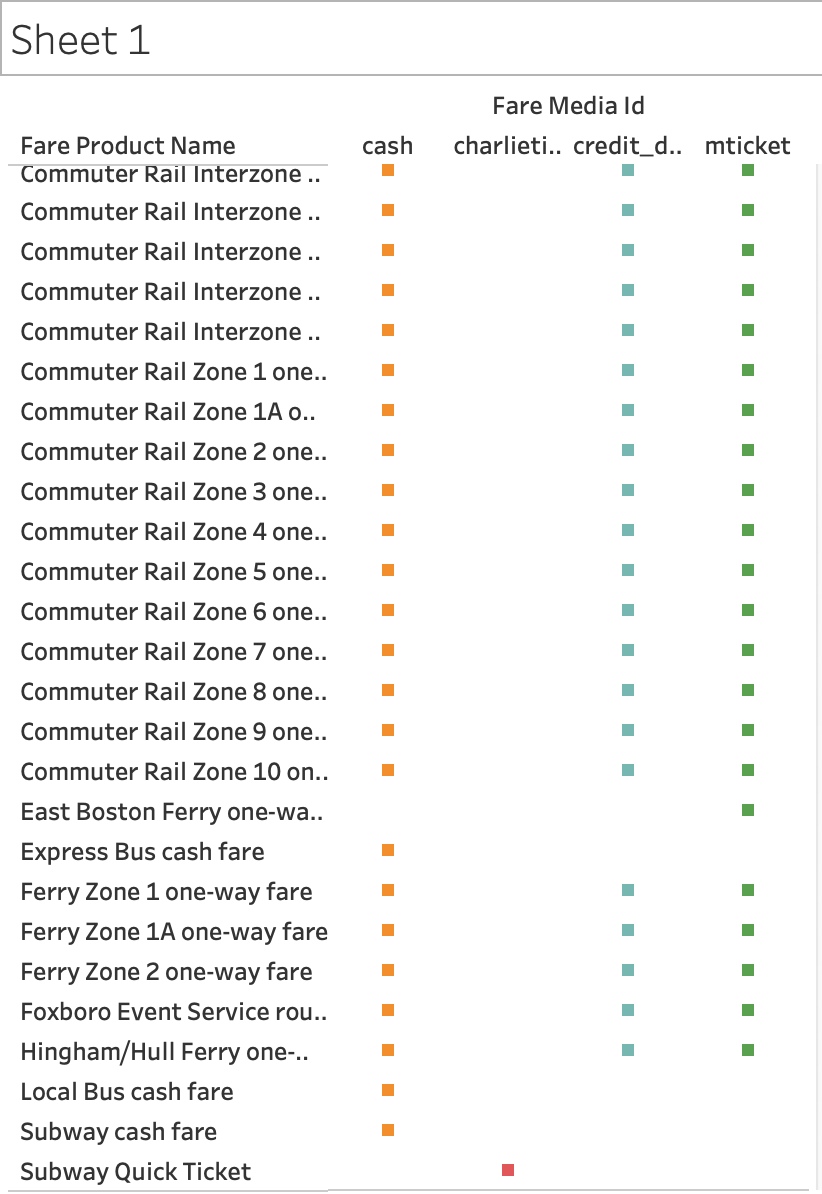 Sheet 1
Fare Media Id
Fare Product Name cash charlieti.. credit_d.. mticket
Commuter Rail Interzone ..
Commuter Rail Interzone ..
Commuter Rail Interzone ..
Commuter Rail Interzone ..
Commuter Rail Interzone ..
Commuter Rail Zone 1 one..
Commuter Rail Zone 1A o..
Commuter Rail Zone 2 one..
Commuter Rail Zone 3 one..
Commuter Rail Zone 4 one..
Commuter Rail Zone 5 one..
Commuter Rail Zone 6 one..
Commuter Rail Zone 7 one..
Commuter Rail Zone 8 one..
Commuter Rail Zone 9 one..
Commuter Rail Zone 10 on..
East Boston Ferry one-wa..
Express Bus cash fare
Ferry Zone 1 one-way fare
Ferry Zone 1A one-way fare
Ferry Zone 2 one-way fare
Foxboro Event Service rou..
Hingham/Hull Ferry one-..
Local Bus cash fare
Subway cash fare
Subway Quick Ticket